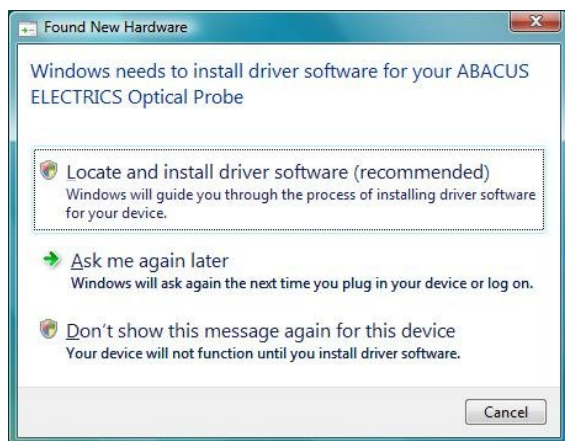 Found New Hardware
Windows needs to install driver software for your ABACUS
ELECTRICS Optical Probe
Locate and install driver software (recommended)
Windows will guide you through the process of installing driver software
for your device.
Ask me again later
Windows will ask again the next time you plug in your device or log on.
Don't show this message again for this device
Your device will not function until you install driver software.
Cancel